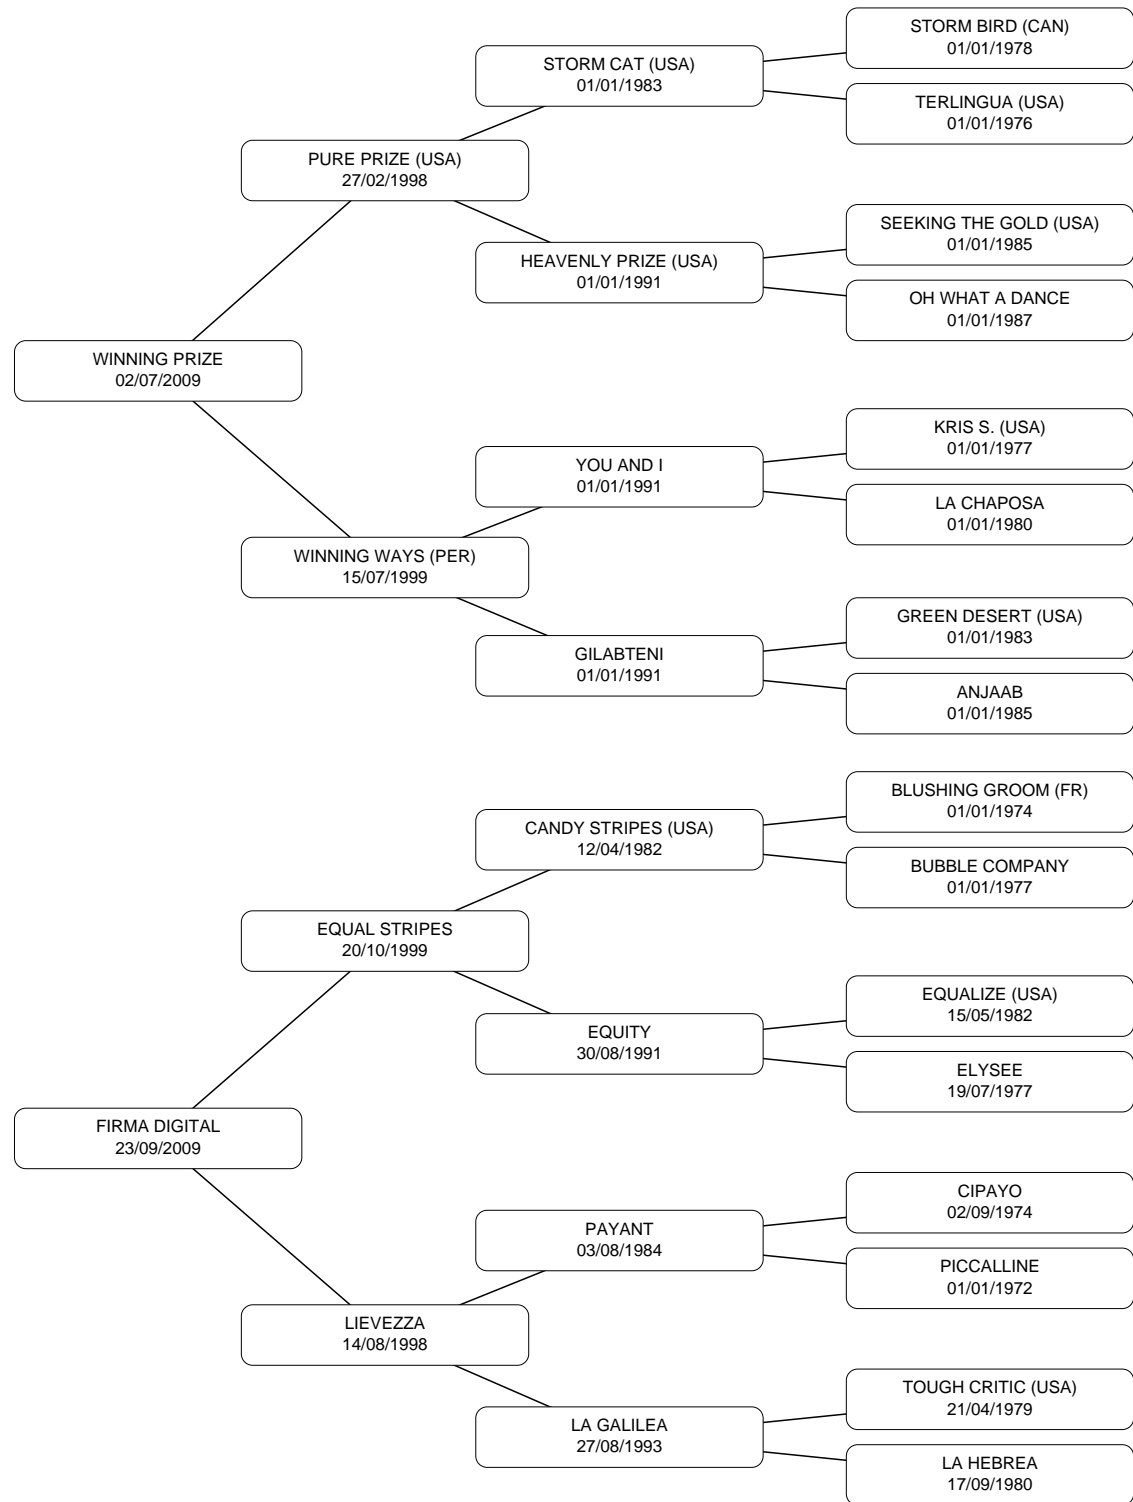 STORM BIRD (CAN)
01/01/1978
STORM CAT (USA)
01/01/1983
TERLINGUA (USA)
01/01/1976
PURE PRIZE (USA)
27/02/1998
SEEKING THE GOLD (USA)
01/01/1985
HEAVENLY PRIZE (USA)
01/01/1991
OH WHAT A DANCE
01/01/1987
WINNING PRIZE
02/07/2009
KRIS S. (USA)
01/01/1977
YOU AND I
01/01/1991
LA CHAPOSA
01/01/1980
WINNING WAYS (PER)
15/07/1999
GREEN DESERT (USA)
01/01/1983
GILABTENI
01/01/1991
ANJAAB
01/01/1985
BLUSHING GROOM (FR)
01/01/1974
CANDY STRIPES (USA)
12/04/1982
BUBBLE COMPANY
01/01/1977
EQUAL STRIPES
20/10/1999
EQUALIZE (USA)
15/05/1982
EQUITY
30/08/1991
ELYSEE
19/07/1977
FIRMA DIGITAL
23/09/2009
CIPAYO
02/09/1974
PAYANT
03/08/1984
PICCALLINE
01/01/1972
LIEVEZZA
14/08/1998
TOUGH CRITIC (USA)
21/04/1979
LA GALILEA
27/08/1993
LA HEBREA
17/09/1980